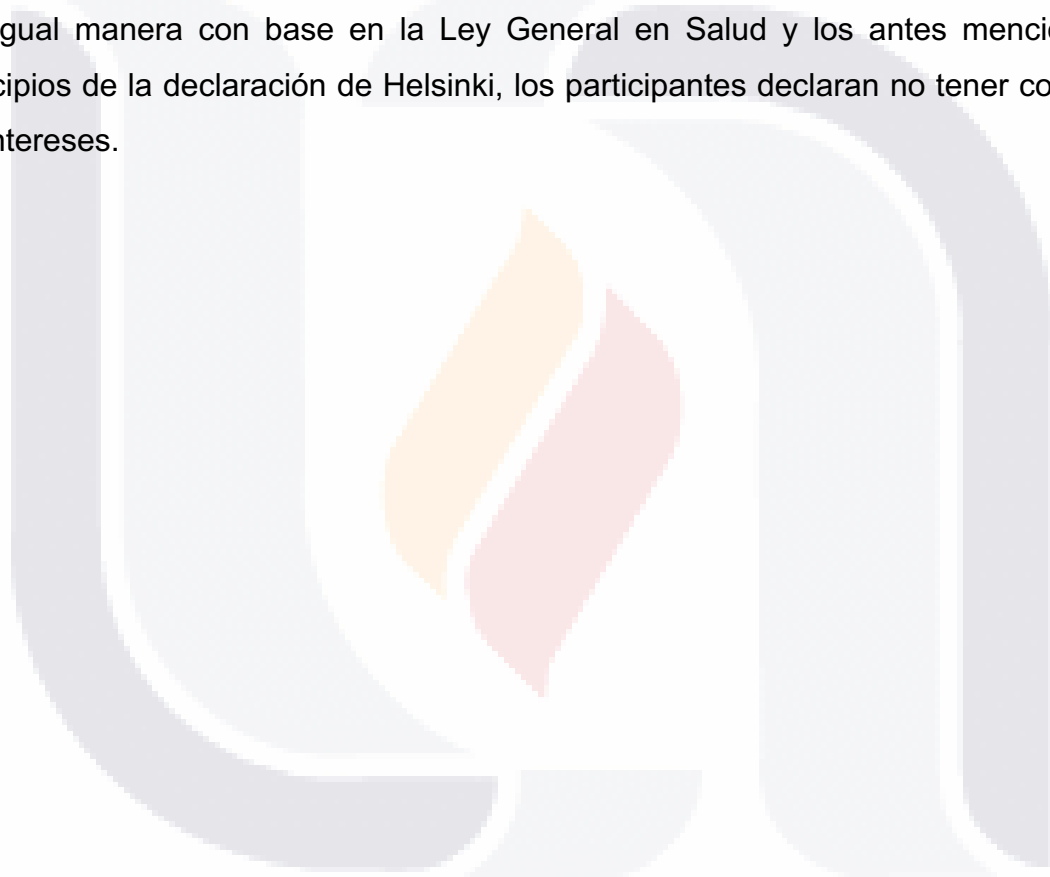 gual manera con base en la Ley General en Salud y los antes menci
cipios de la declaración de Helsinki, los participantes declaran no tener co
ntereses.